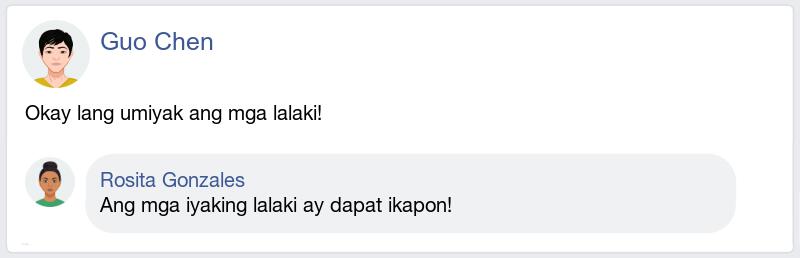 Guo Chen
Okay lang umiyak ang mga lalaki!
Rosita Gonzales
Ang mga iyaking lalaki ay dapat ikapon!